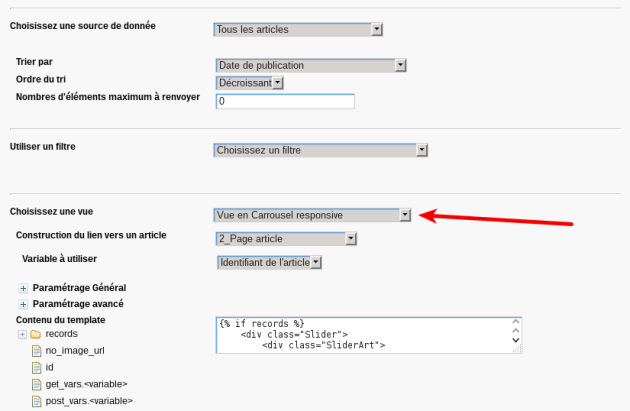 Choisissez une source de donnée Tous les articles
Trier par Date de publication
Ordre du tri Décroissant
Nombres d'éléments maximum à renvoyer 0
Utiliser un filtre Choisissez un filtre
Choisissez une vue Vue en Carrousel responsive
Construction du lien vers un article 2_Page article
Variable à utiliser Identifiant de l'article
Paramétrage Général
Paramétrage avancé
Contenu du template
{% if records %}
<div class="Slider">
<div class="SliderArt">
records
no_image_url
id
get_vars.<variable>
post_vars.<variable>